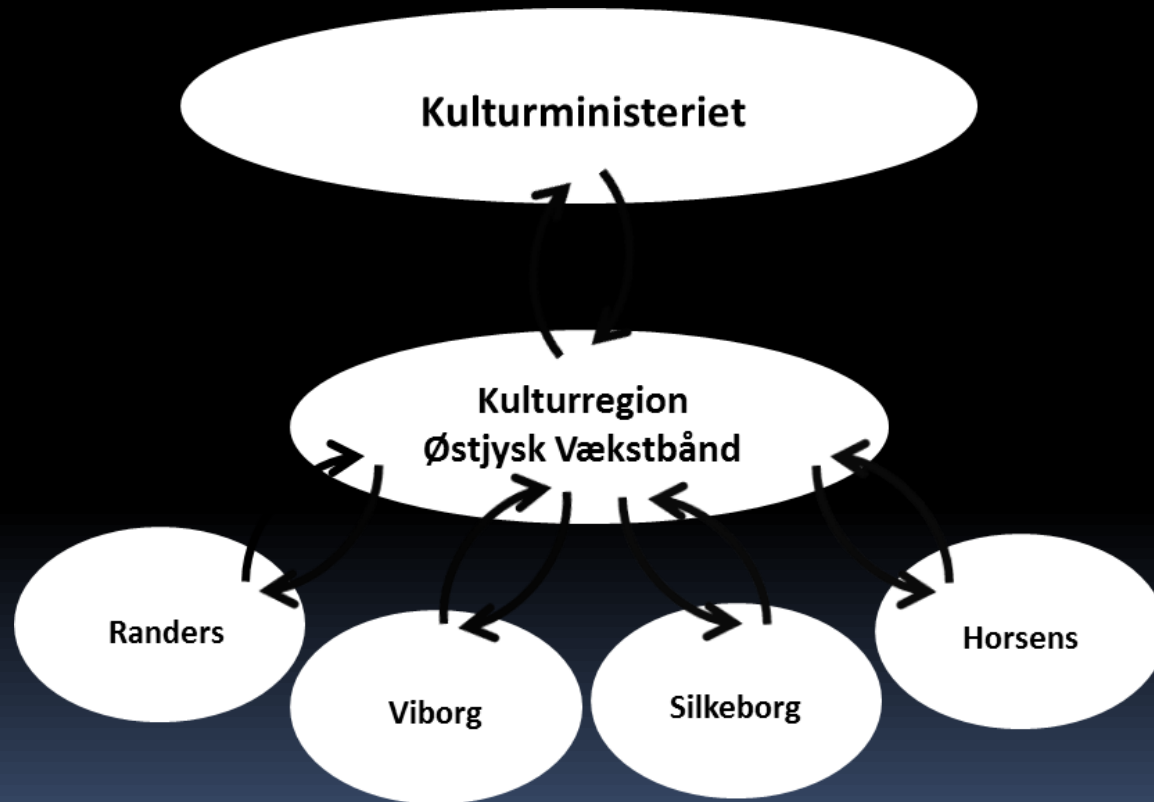 Kulturministeriet
Kulturregion
Østjysk Vækstbånd
Randers
Viborg
Silkeborg
Horsens